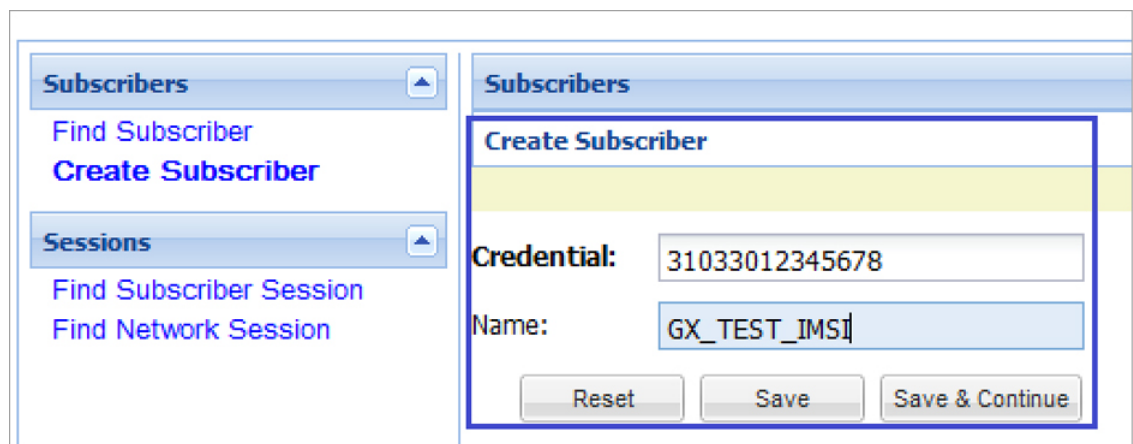 Subscribers
Find Subscriber
Create Subscriber
Sessions
Find Subscriber Session
Find Network Session
Subscribers
Create Subscriber
Credential: 31033012345678
Name: GX_TEST_IMSI
Reset Save Save & Continue